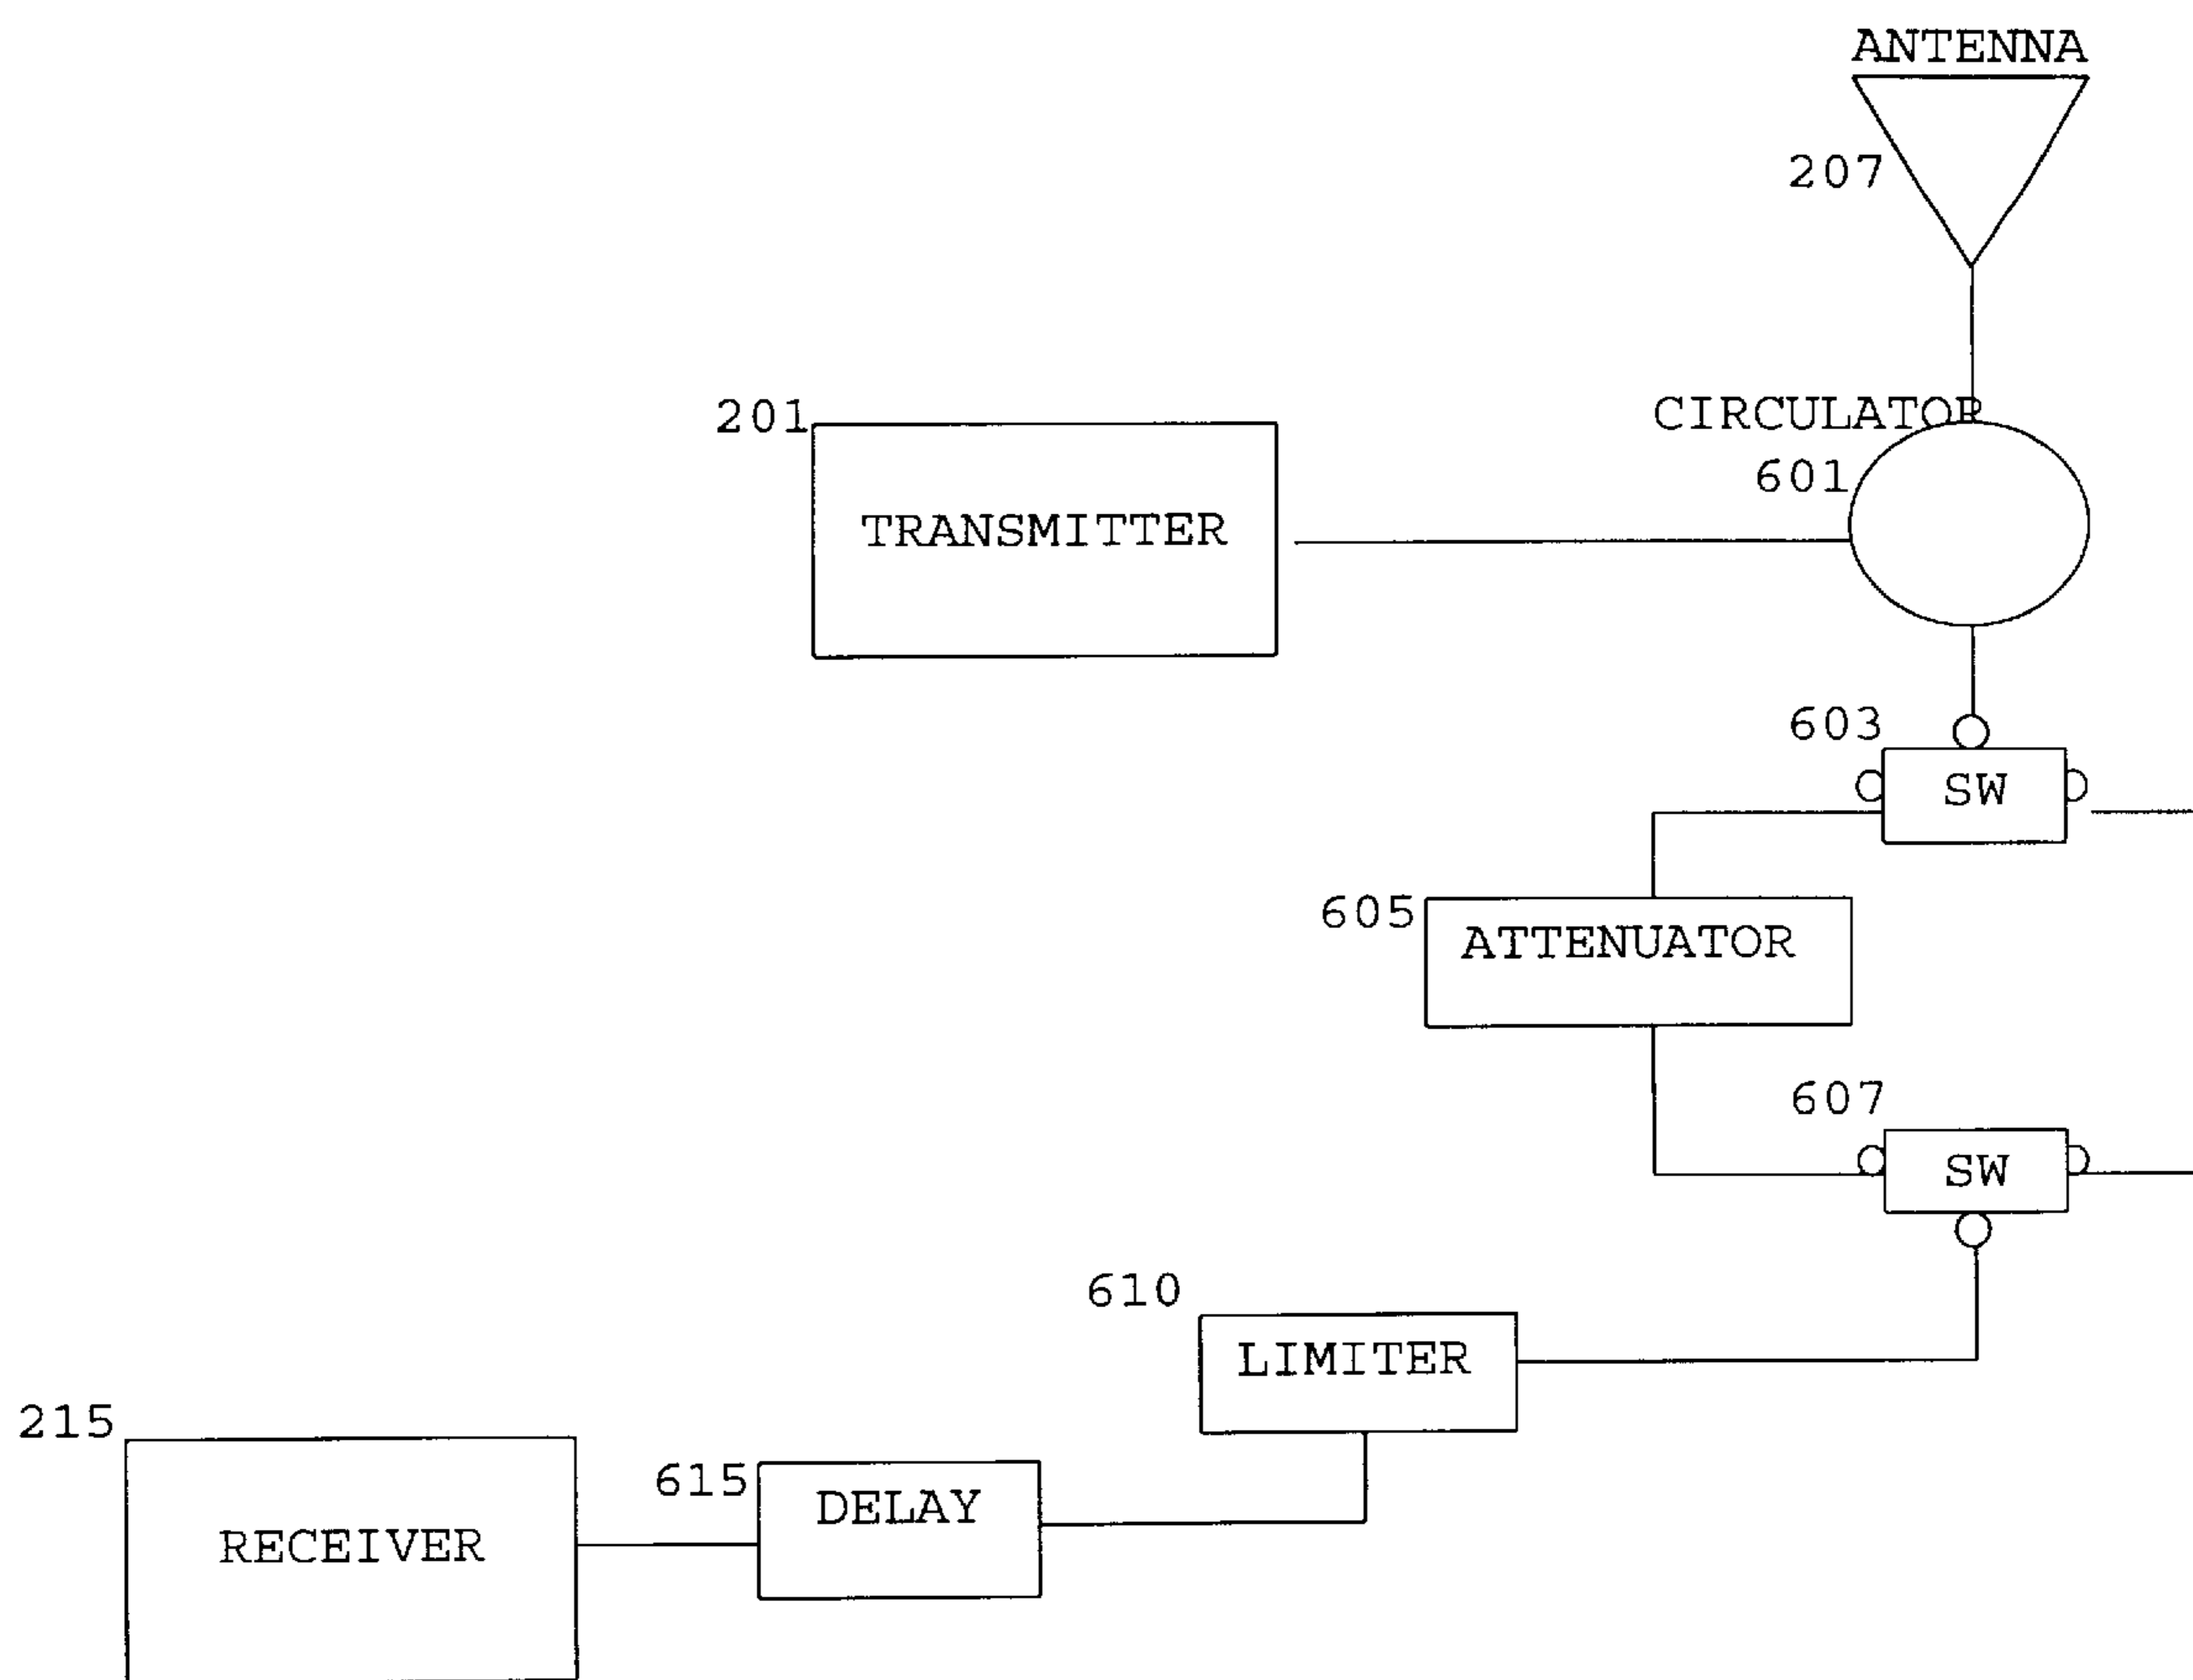 ANTENNA
207
CIRCULATOR
201
601
TRANSMITTER
603
SW
605
ATTENUATOR
607
SW
610
LIMITER
215
615
DELAY
RECEIVER